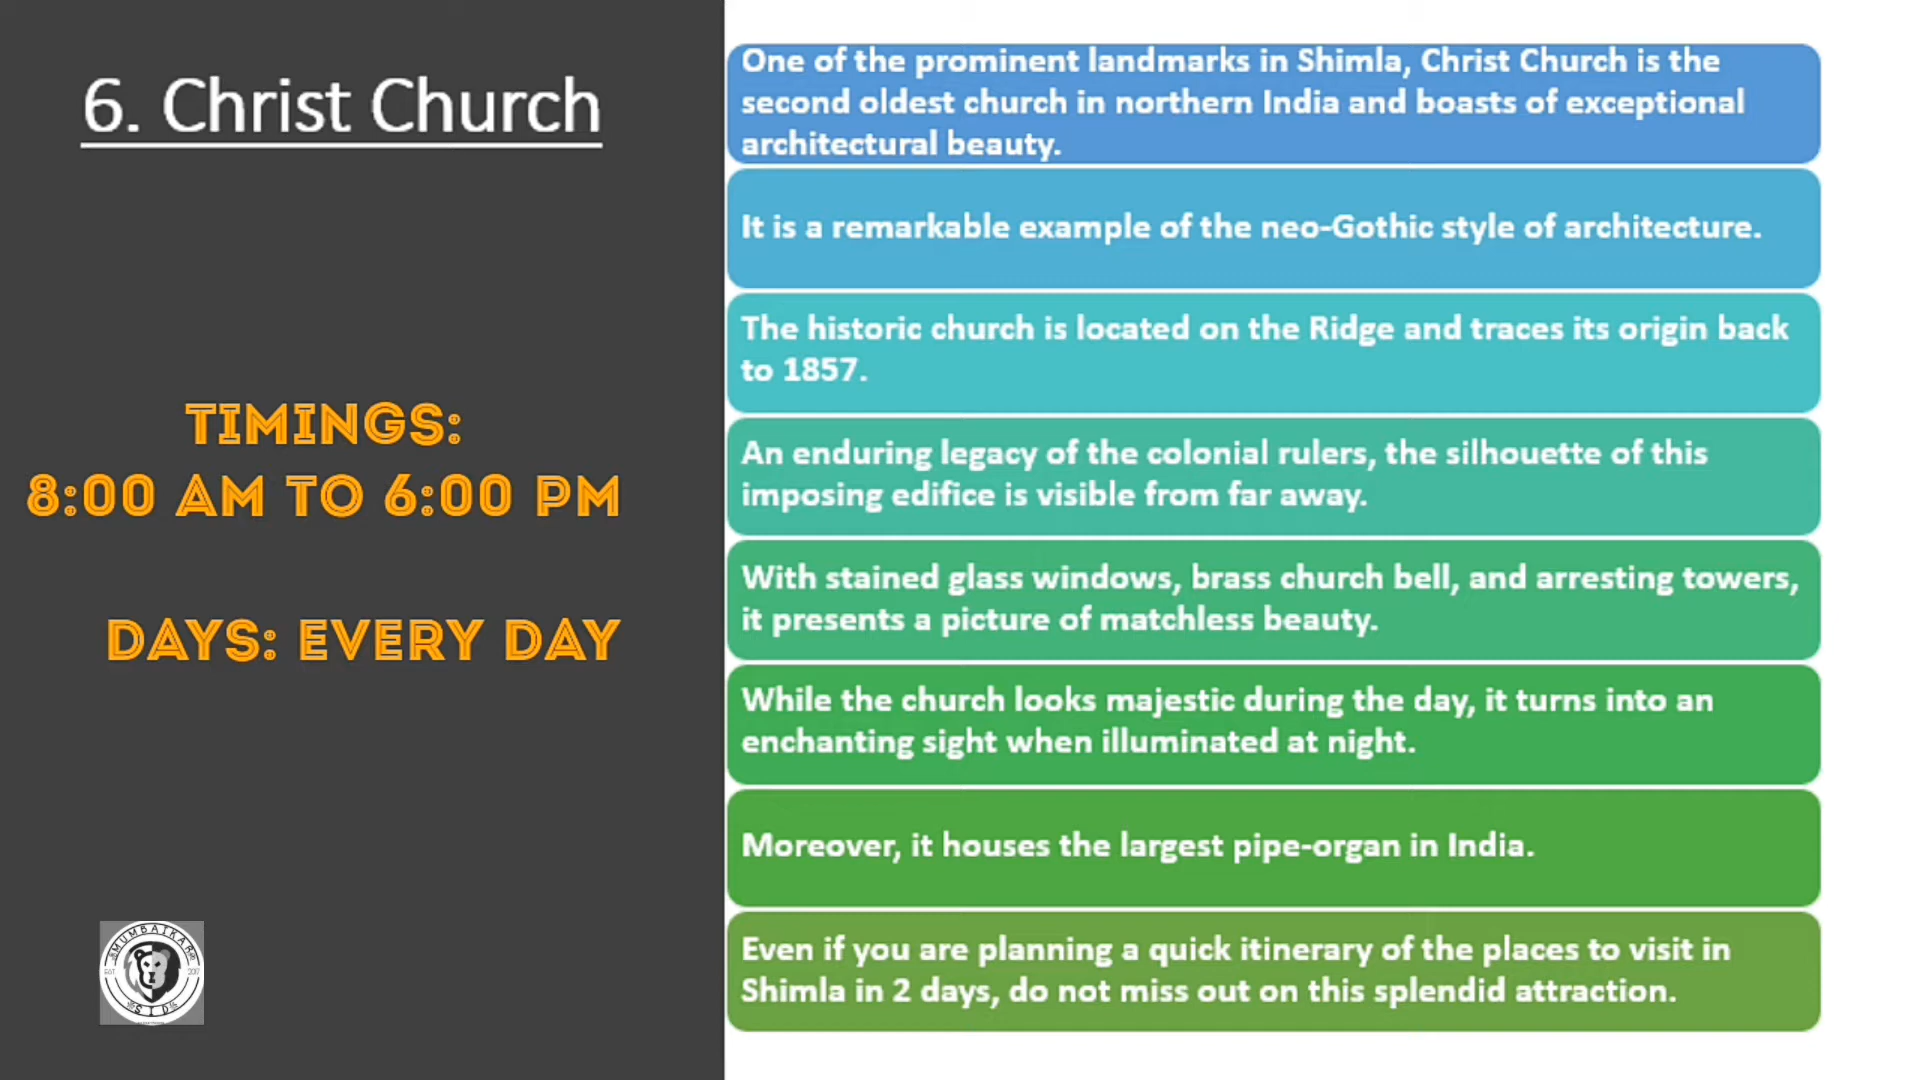 6. Christ Church
TIMINGS:
8:00 AM TO 6:00 PM
DAYS: EVERY DAY
One of the prominent landmarks in Shimla, Christ Church is the
second oldest church in northern India and boasts of exceptional
architectural beauty.
It is a remarkable example of the neo-Gothic style of architecture.
The historic church is located on the Ridge and traces its origin back
to 1857.
An enduring legacy of the colonial rulers, the silhouette of this
imposing edifice is visible from far away.
With stained glass windows, brass church bell, and arresting towers,
it presents a picture of matchless beauty.
While the church looks majestic during the day, it turns into an
enchanting sight when illuminated at night.
Moreover, it houses the largest pipe-organ in India.
Even if you are planning a quick itinerary of the places to visit in
Shimla in 2 days, do not miss out on this splendid attraction.
MUMBAIKAR
SID